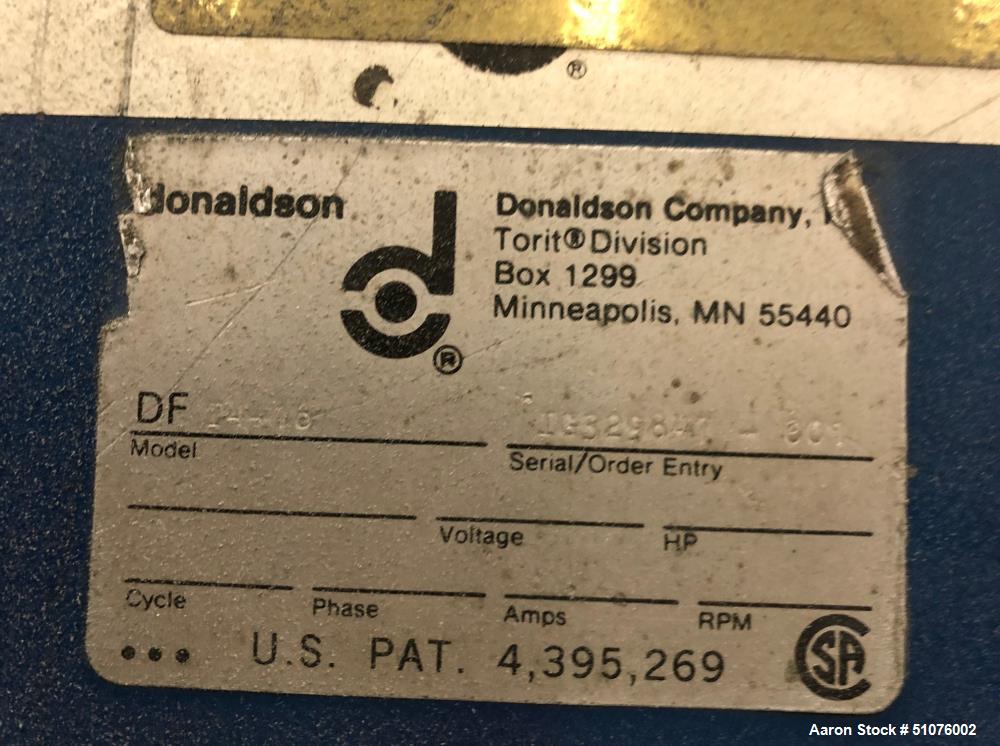 ®
donaldson
d
®
Donaldson Company,
Torit® Division
Box 1299
Minneapolis, MN 55440
DF
Model
Serial/Order Entry
Voltage
HP
Cycle
Phase
Amps
RPM
••• U.S. PAT. 4,395,269
SA
Aaron Stock # 51076002